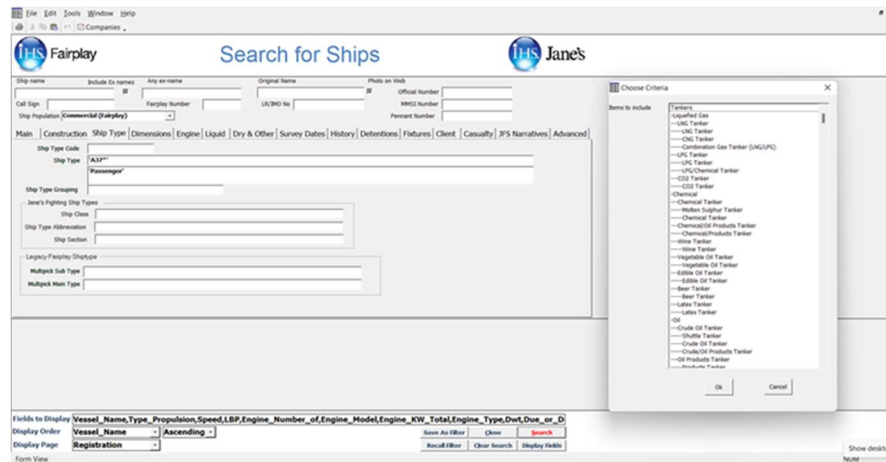 File Edit Tools Window Help
Companies
IHS Fairplay
Search for Ships
IHS Jane's
Ship name Include Ex names Any ex-name Original Name Photo on Web
Official Number
Call Sign Fairplay Number LR/IMO No MMSI Number
Ship Population Commercial (Fairplay) Pennant Number
Main Construction Ship Type Dimensions Engine Liquid Dry & Other Survey Dates History Detentions Fixtures Client Casualty JFS Narratives Advanced
Ship Type Code
Ship Type 'A37*'
'Passenger'
Ship Type Grouping
Jane's Fighting Ship Types
Ship Class
Ship Type Abbreviation
Ship Section
Legacy Fairplay Shiptype
Multipick Sub Type
Multipick Main Type
Fields to Display Vessel_Name,Type_Propulsion,Speed,LBP,Engine_Number_of,Engine_Model,Engine_KW_Total,Engine_Type,Dwt,Due_or_D
Display Order Vessel_Name Ascending Save As Filter Close Search
Display Page Registration Recall Filter Clear Search Display Fields
Form View
Choose Criteria
Items to include Tankers
-Liquefied Gas
---LNG Tanker
-----LNG Tanker
-----CNG Tanker
-----Combination Gas Tanker (LNG/LPG)
---LPG Tanker
-----LPG Tanker
-----LPG/Chemical Tanker
---CO2 Tanker
-----CO2 Tanker
-Chemical
---Chemical Tanker
-----Molten Sulphur Tanker
-----Chemical Tanker
---Chemical/Oil Products Tanker
-----Chemical/Products Tanker
---Wine Tanker
-----Wine Tanker
---Vegetable Oil Tanker
-----Vegetable Oil Tanker
---Edible Oil Tanker
-----Edible Oil Tanker
---Beer Tanker
-----Beer Tanker
---Latex Tanker
-----Latex Tanker
-Oil
---Crude Oil Tanker
-----Shuttle Tanker
-----Crude Oil Tanker
-----Crude/Oil Products Tanker
---Oil Products Tanker
-----Products Tanker
Ok Cancel
Show deskt
NUM